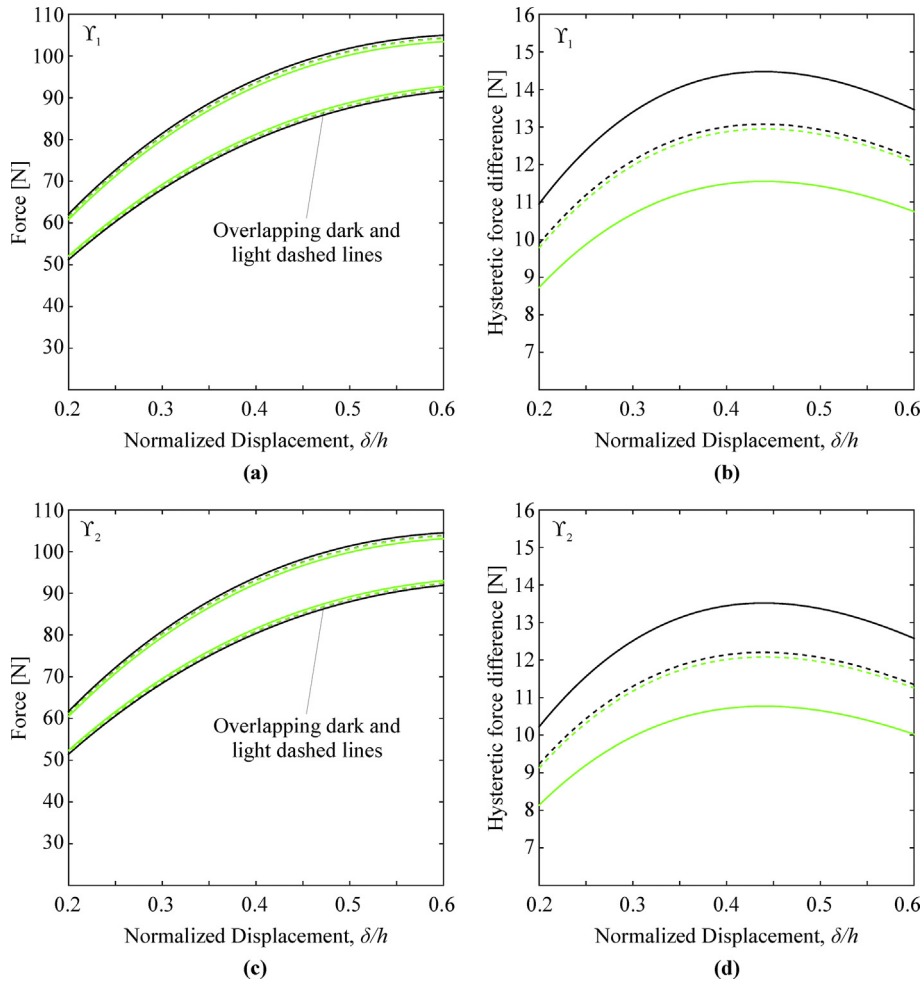 ϒ1
110
100
90
80
70
60
50
40
30
0.2 0.3 0.4 0.5 0.6
Force [N]
Normalized Displacement, δ/h
Overlapping dark and
light dashed lines
(a)
ϒ1
16
15
14
13
12
11
10
9
8
7
0.2 0.3 0.4 0.5 0.6
Hysteretic force difference [N]
Normalized Displacement, δ/h
(b)
ϒ2
110
100
90
80
70
60
50
40
30
0.2 0.3 0.4 0.5 0.6
Force [N]
Normalized Displacement, δ/h
Overlapping dark and
light dashed lines
(c)
ϒ2
16
15
14
13
12
11
10
9
8
7
0.2 0.3 0.4 0.5 0.6
Hysteretic force difference [N]
Normalized Displacement, δ/h
(d)